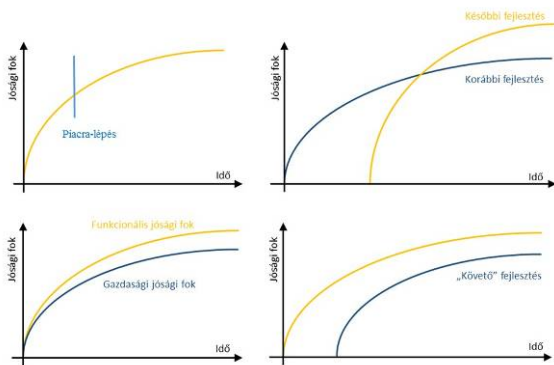 Jósági fok
Piacra-lépés
Idő
Jósági fok
Későbbi fejlesztés
Korábbi fejlesztés
Idő
Jósági fok
Funkcionális jósági fok
Gazdasági jósági fok
Idő
Jósági fok
„Követő” fejlesztés
Idő